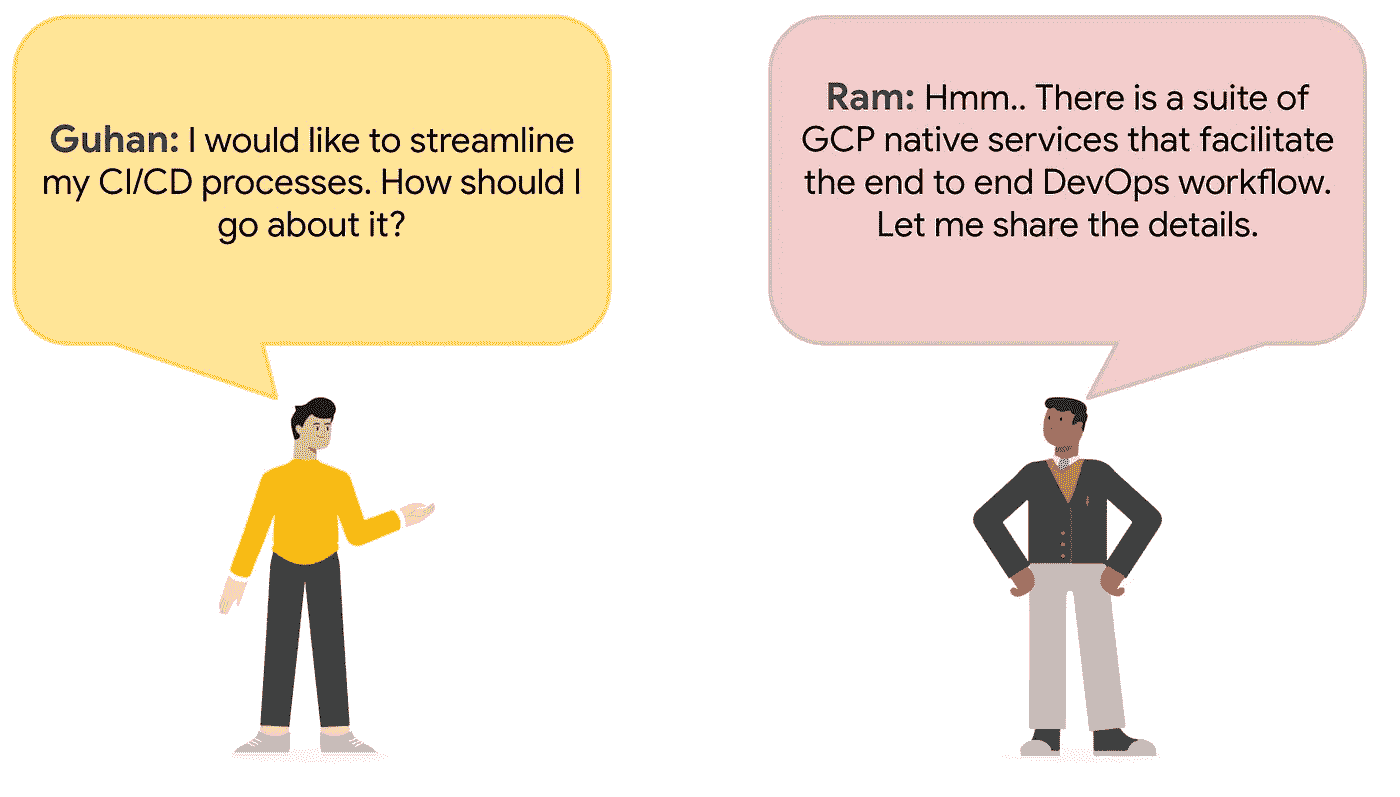 Guhan: I would like to streamline
my CI/CD processes. How should I
go about it?
Ram: Hmm.. There is a suite of
GCP native services that facilitate
the end to end DevOps workflow.
Let me share the details.